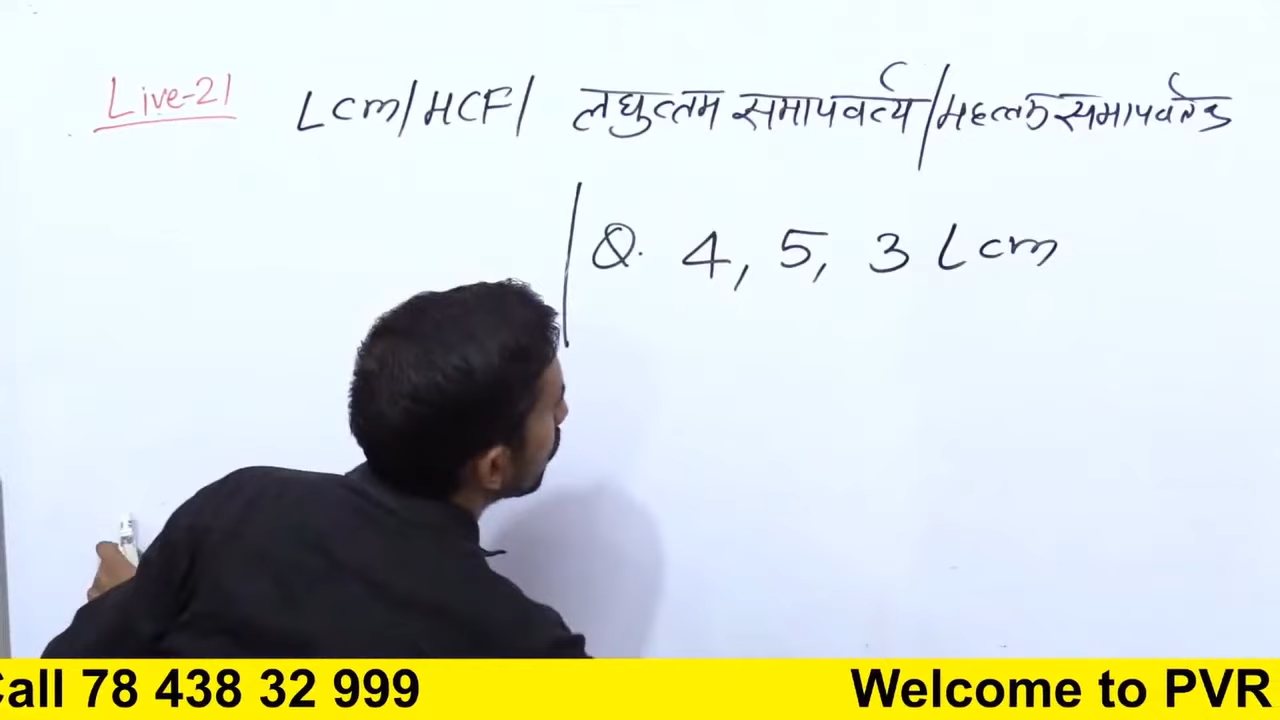 Live-21 LCM/HCF/ लघुत्तम समापवर्त्य/महत्तम समापवर्तक
Q. 4, 5, 3 Lcm
Call 78 438 32 999 Welcome to PVR